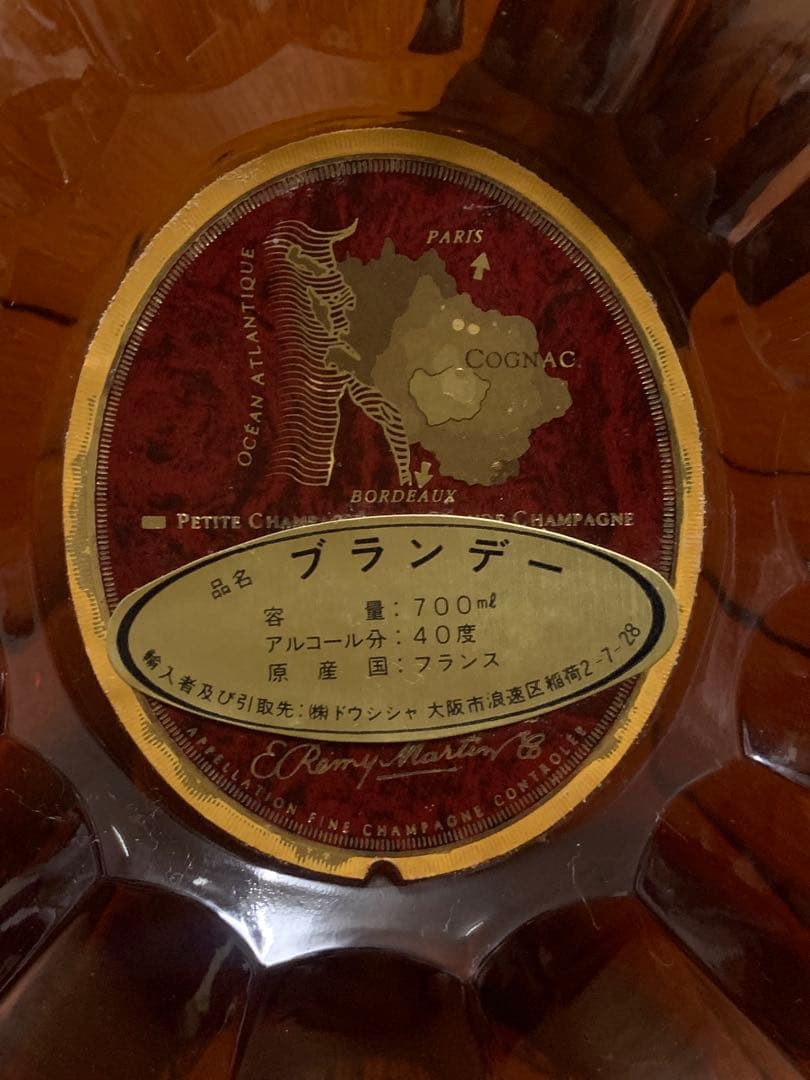 PARIS
OCÉAN ATLANTIQUE
COGNAC
BORDEAUX
PETITE CHAMPAGNE CHAMPAGNE
品名 ブランデー
容量:700ml
アルコール分:40度
原産国:フランス
輸入者及び引取先:㈱ドウシシャ 大阪市浪速区稲荷2-7-28
E. Rémy Martin & Co
APPELLATION FINE CHAMPAGNE CONTROLÉE